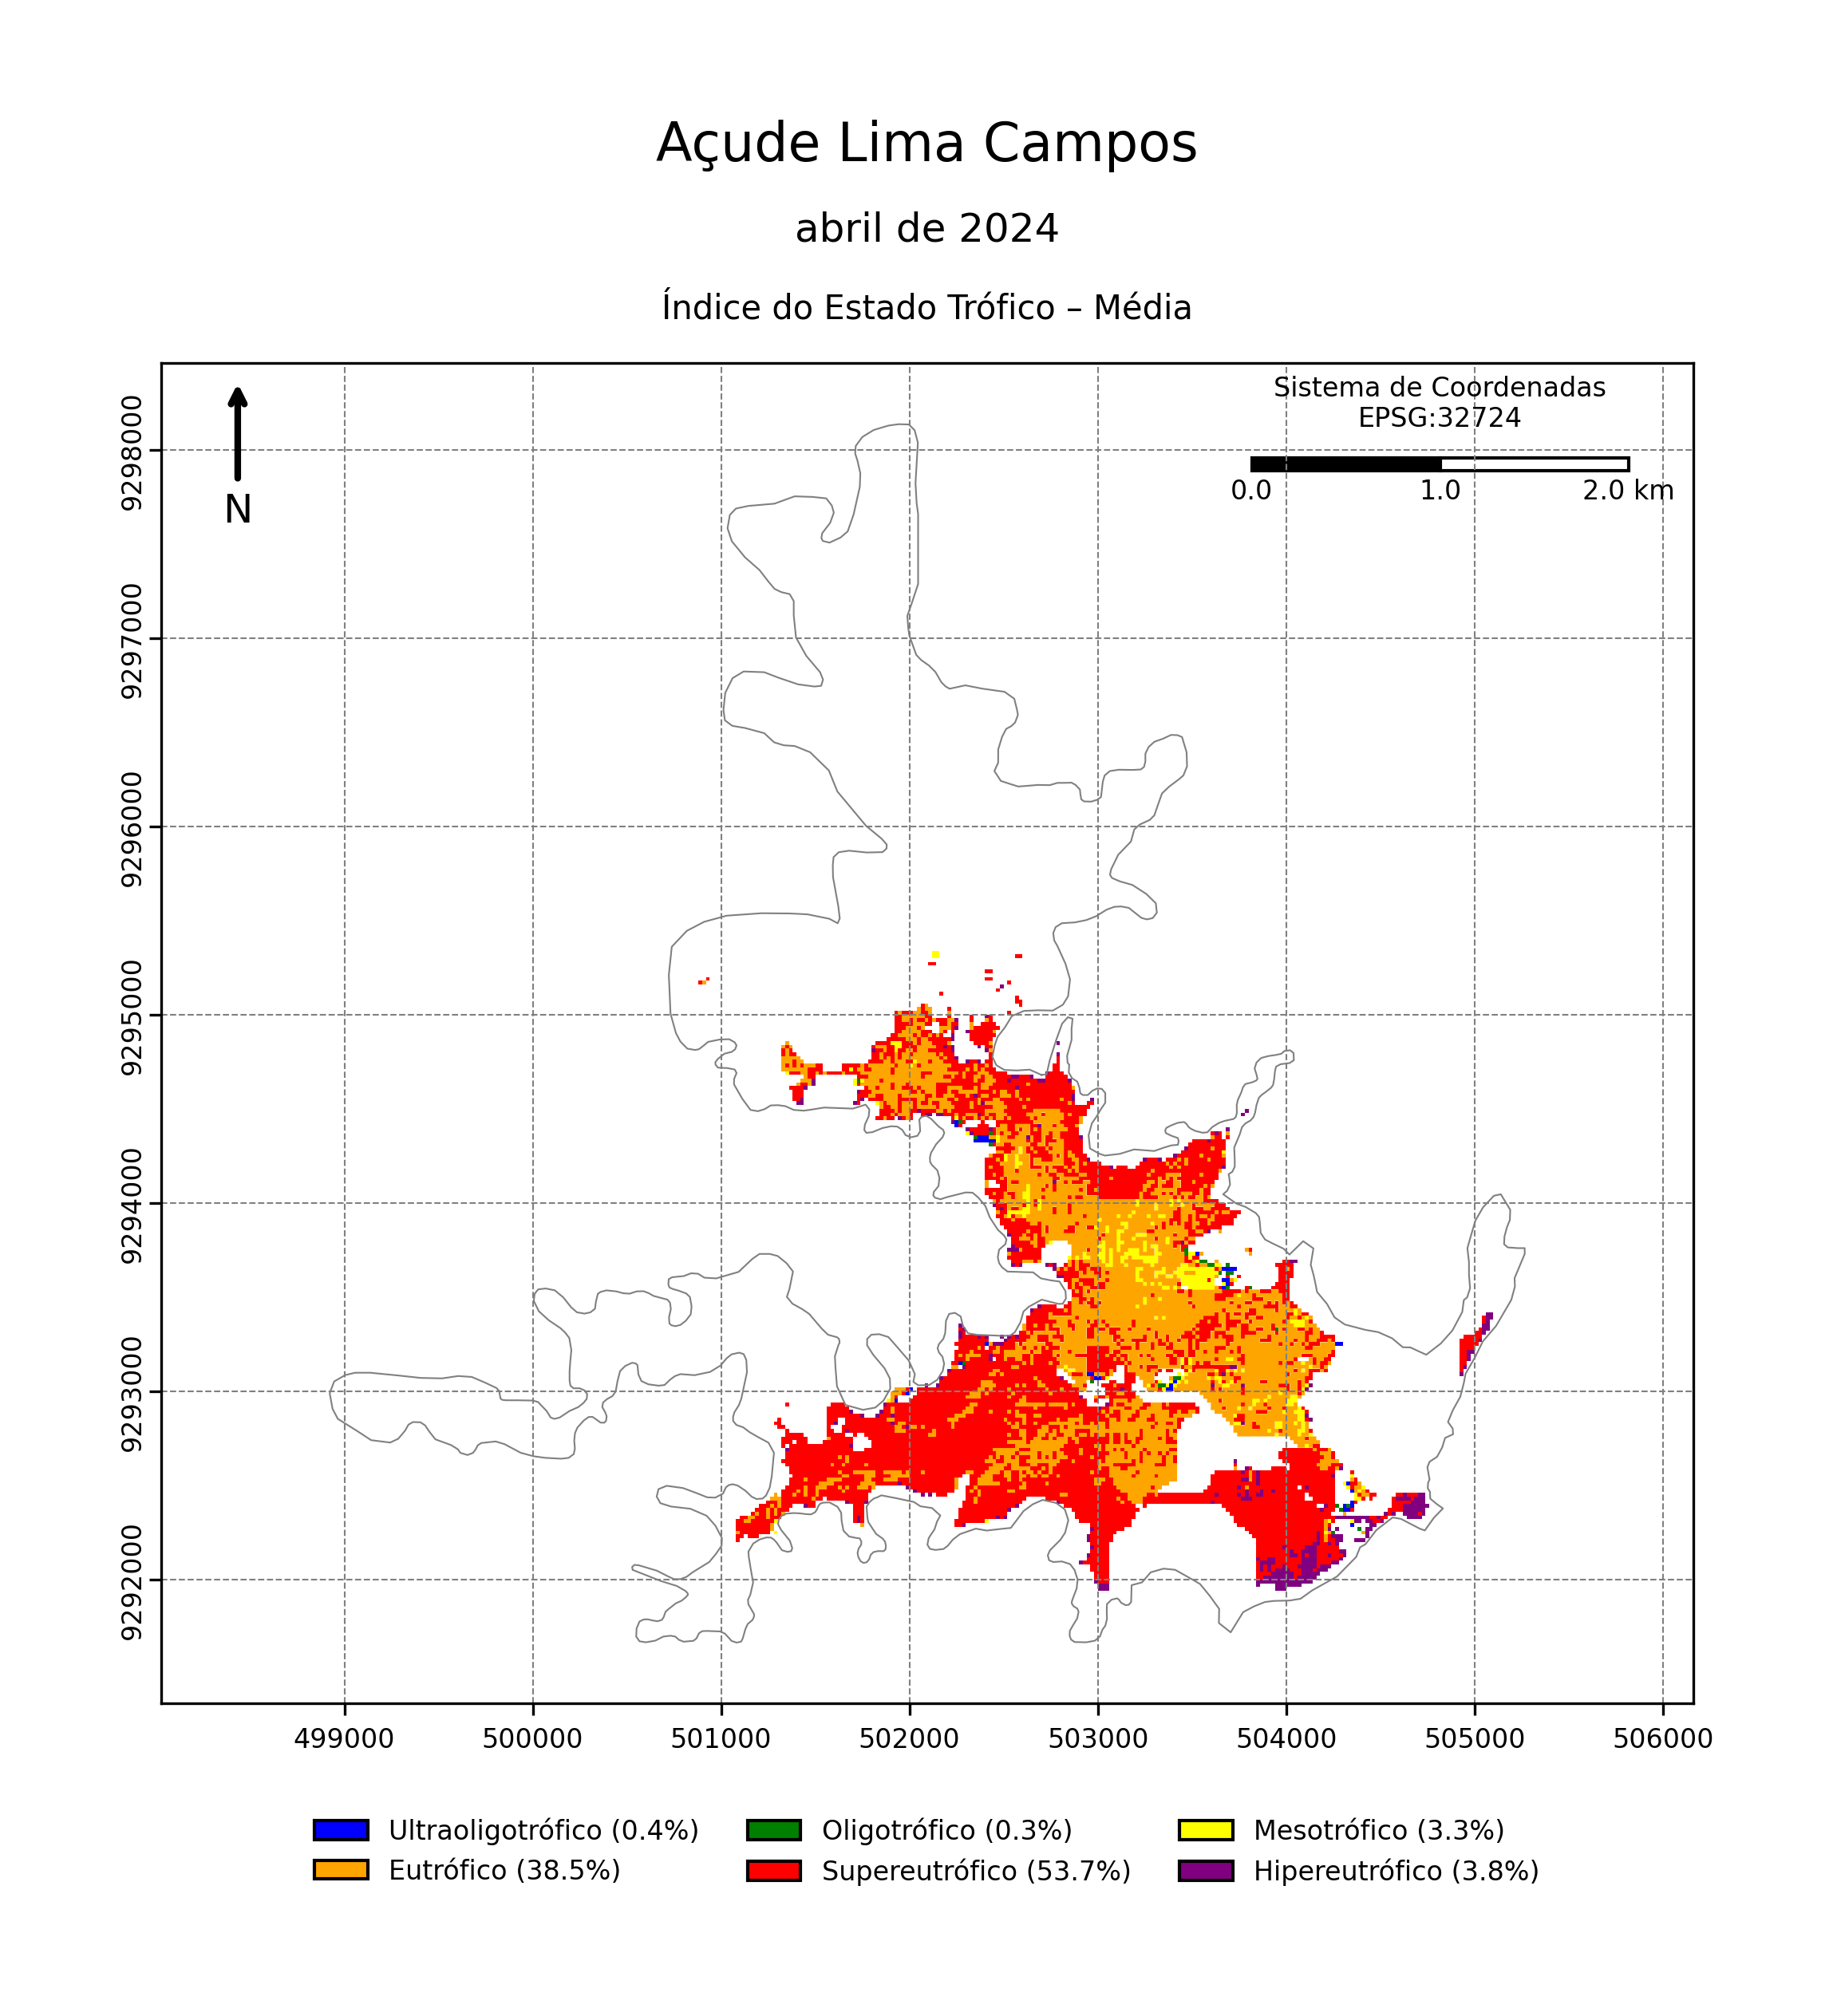 Açude Lima Campos
abril de 2024
Índice do Estado Trófico – Média
Sistema de Coordenadas
EPSG:32724
0.0 1.0 2.0 km
N
9298000
9297000
9296000
9295000
9294000
9293000
9292000
499000 500000 501000 502000 503000 504000 505000 506000
Ultraoligotrófico (0.4%) Oligotrófico (0.3%) Mesotrófico (3.3%)
Eutrófico (38.5%) Supereutrófico (53.7%) Hipereutrófico (3.8%)